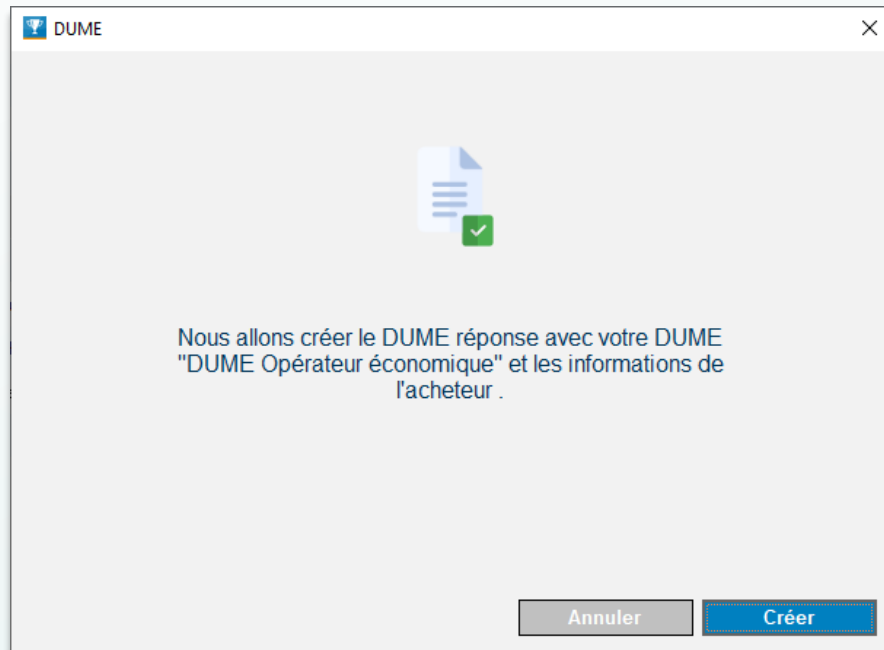 DUME
Nous allons créer le DUME réponse avec votre DUME
"DUME Opérateur économique" et les informations de
l'acheteur .
Annuler
Créer